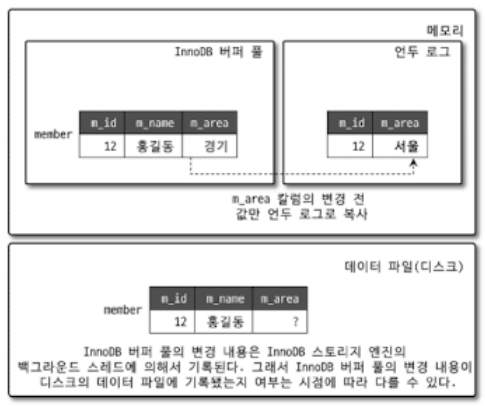 메모리
InnoDB 버퍼 풀
언두 로그
m_id m_name m_area
m_id m_area
member
12 홍길동 경기
12 서울
m_area 칼럼의 변경 전
값만 언두 로그로 복사
데이터 파일(디스크)
m_id m_name m_area
member
12 홍길동 ?
InnoDB 버퍼 풀의 변경 내용은 InnoDB 스토리지 엔진의
백그라운드 스레드에 의해서 기록된다. 그래서 InnoDB 버퍼 풀의 변경 내용이
디스크의 데이터 파일에 기록됐는지 여부는 시점에 따라 다를 수 있다.